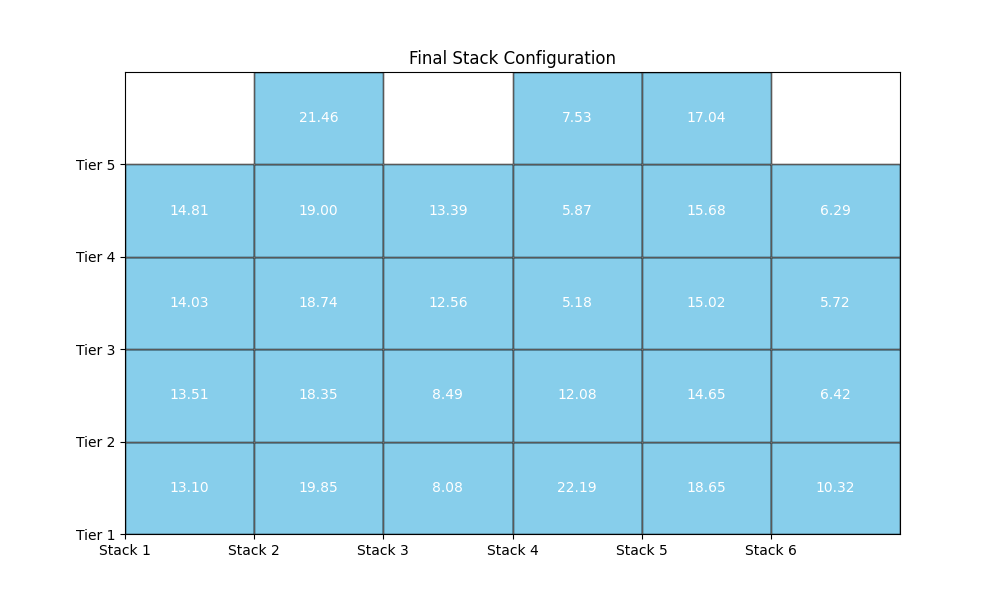 Final Stack Configuration
21.46 7.53 17.04
Tier 5
14.81 19.00 13.39 5.87 15.68 6.29
Tier 4
14.03 18.74 12.56 5.18 15.02 5.72
Tier 3
13.51 18.35 8.49 12.08 14.65 6.42
Tier 2
13.10 19.85 8.08 22.19 18.65 10.32
Tier 1
Stack 1 Stack 2 Stack 3 Stack 4 Stack 5 Stack 6